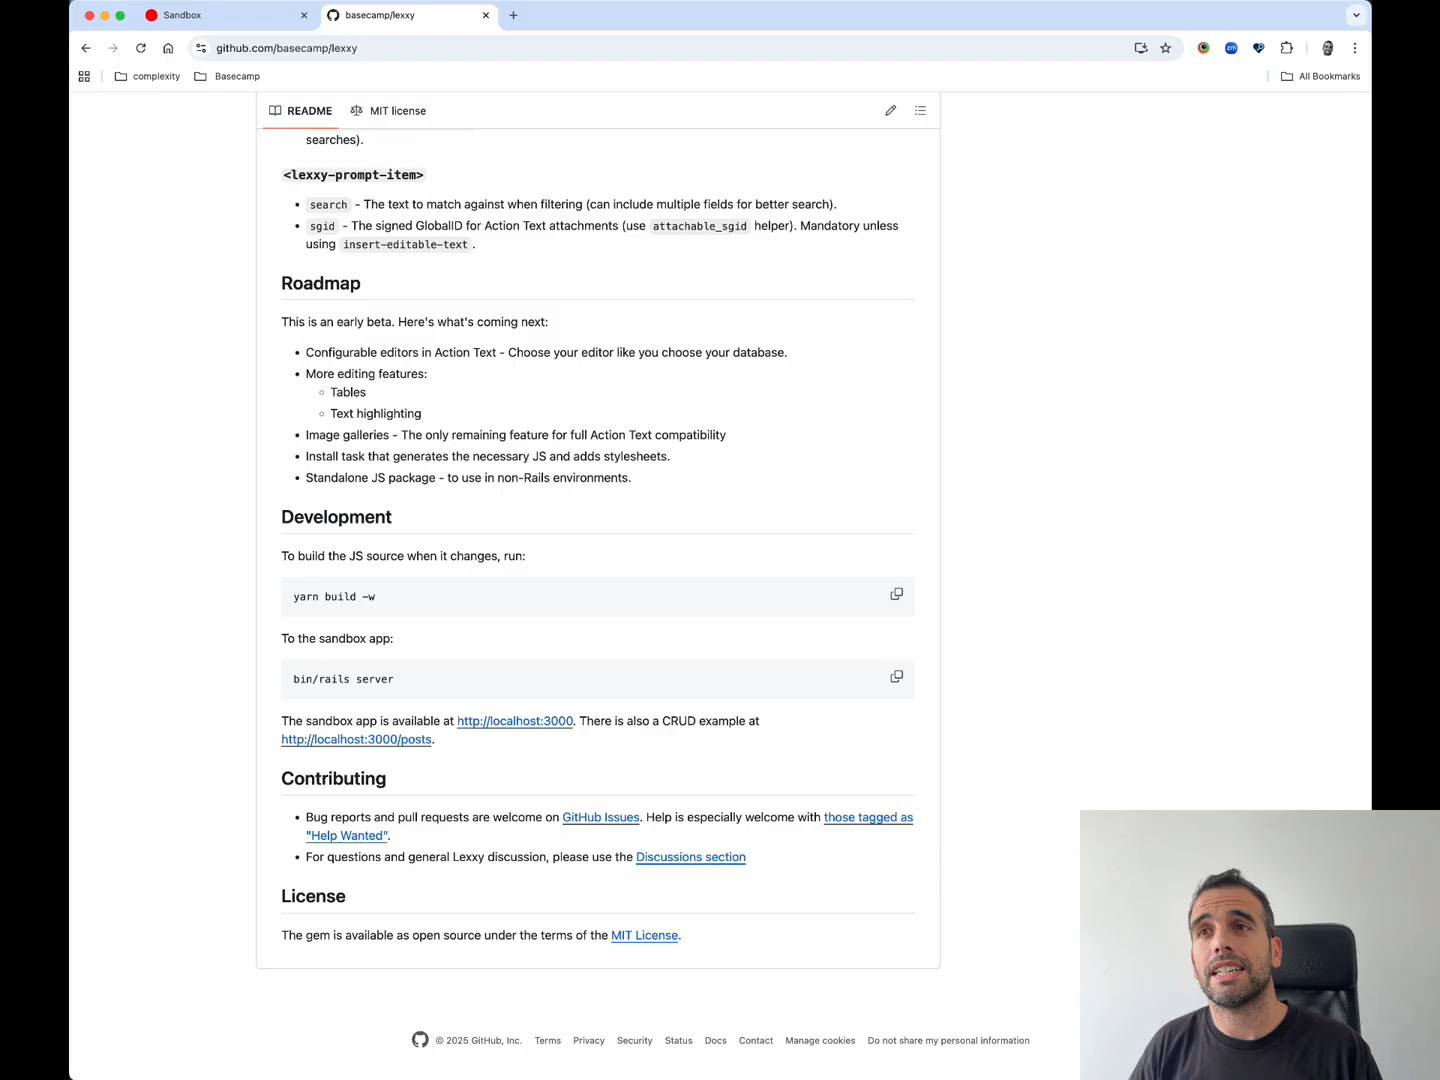 Sandbox
basecamp/lexxy
github.com/basecamp/lexxy
complexity
Basecamp
All Bookmarks
README
MIT license
searches).
<lexxy-prompt-item>
search - The text to match against when filtering (can include multiple fields for better search).
sgid - The signed GlobalID for Action Text attachments (use attachable_sgid helper). Mandatory unless
using insert-editable-text.
Roadmap
This is an early beta. Here's what's coming next:
Configurable editors in Action Text - Choose your editor like you choose your database.
More editing features:
Tables
Text highlighting
Image galleries - The only remaining feature for full Action Text compatibility
Install task that generates the necessary JS and adds stylesheets.
Standalone JS package - to use in non-Rails environments.
Development
To build the JS source when it changes, run:
yarn build -w
To the sandbox app:
bin/rails server
The sandbox app is available at http://localhost:3000. There is also a CRUD example at
http://localhost:3000/posts.
Contributing
Bug reports and pull requests are welcome on GitHub Issues. Help is especially welcome with those tagged as
"Help Wanted".
For questions and general Lexxy discussion, please use the Discussions section
License
The gem is available as open source under the terms of the MIT License.
© 2025 GitHub, Inc. Terms Privacy Security Status Docs Contact Manage cookies Do not share my personal information